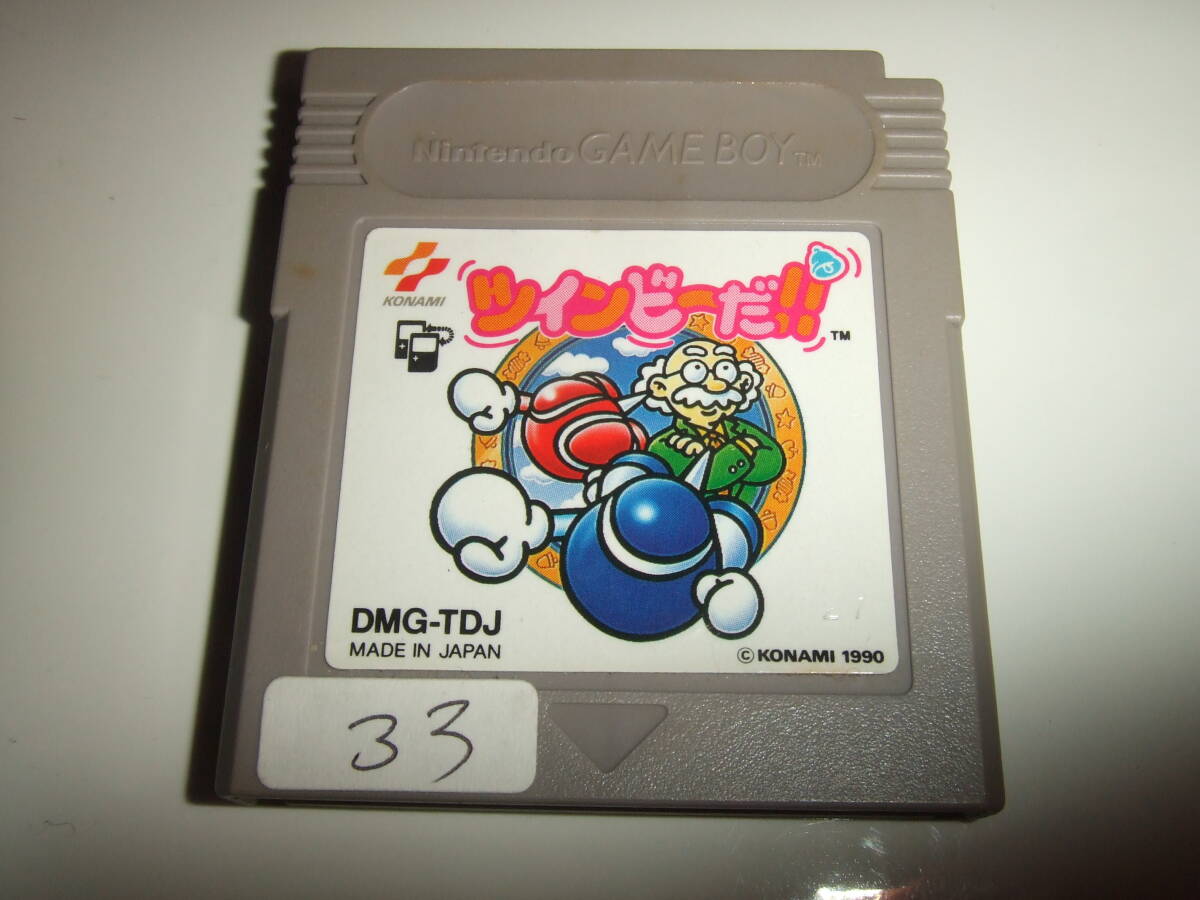 Nintendo GAME BOY TM
KONAMI
ツインビーだ!! TM
DMG-TDJ
MADE IN JAPAN
© KONAMI 1990
33